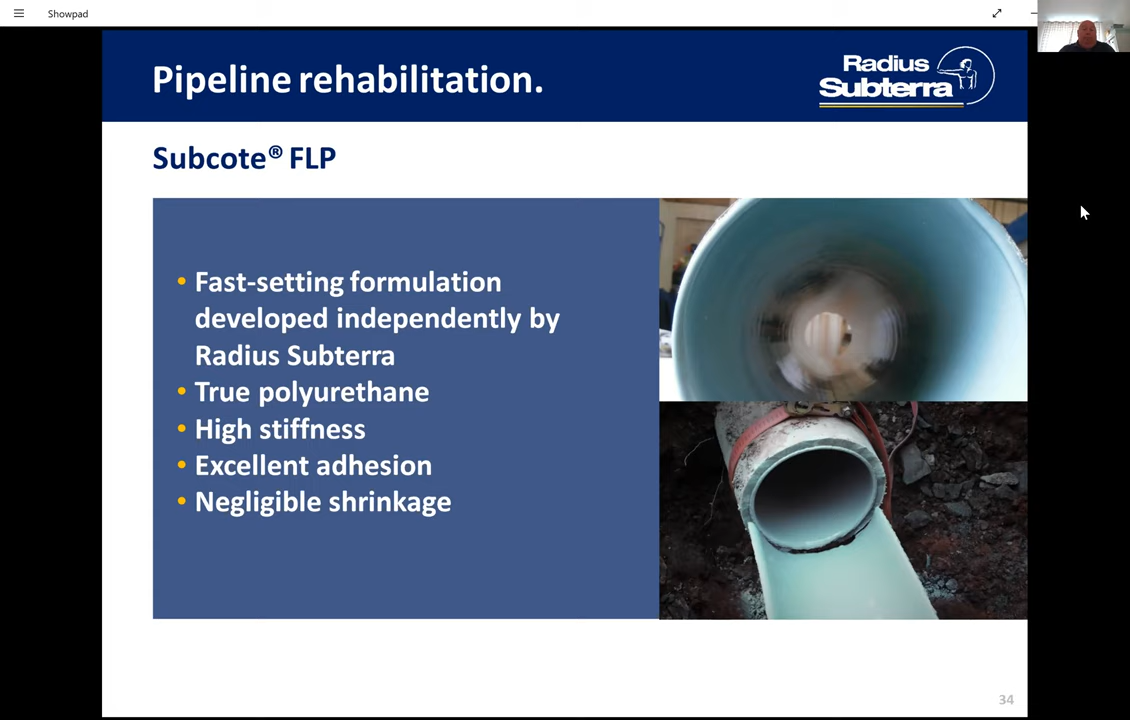 Showpad
Pipeline rehabilitation.
Radius
Subterra
Subcote® FLP
• Fast-setting formulation
developed independently by
Radius Subterra
• True polyurethane
• High stiffness
• Excellent adhesion
• Negligible shrinkage
34